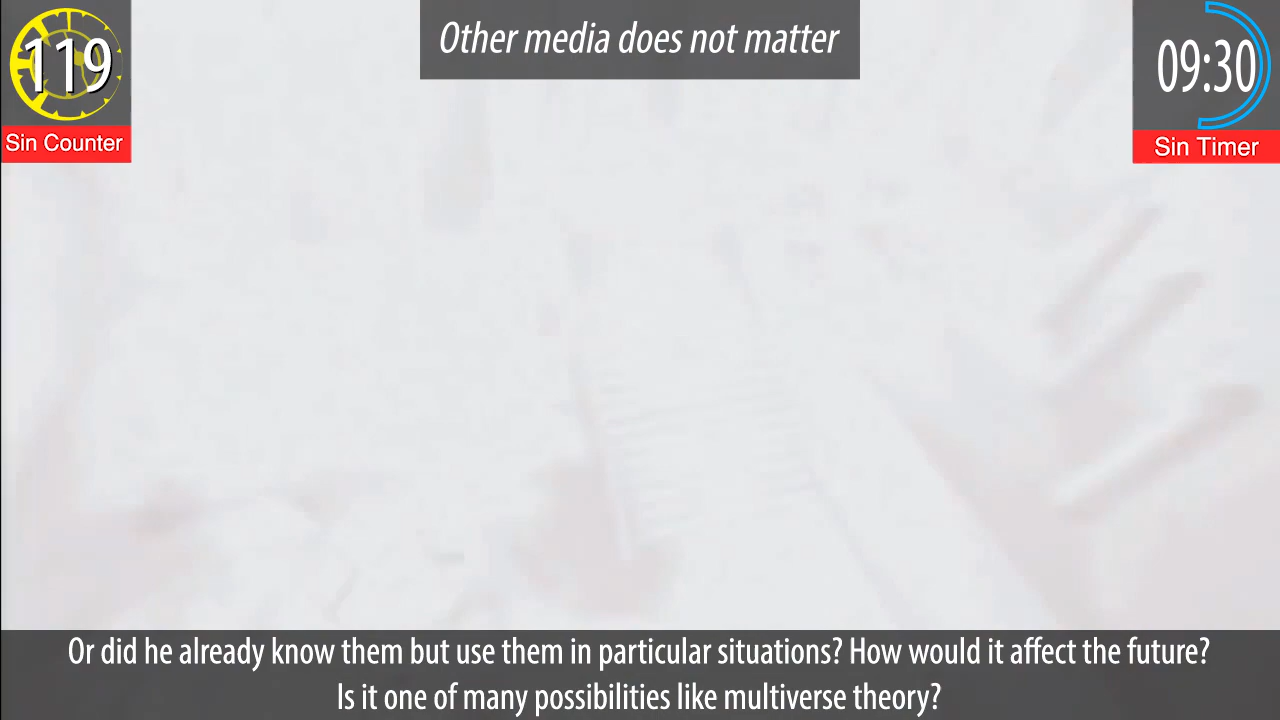 119
Sin Counter
Other media does not matter
09:30
Sin Timer
Or did he already know them but use them in particular situations? How would it affect the future?
Is it one of many possibilities like multiverse theory?